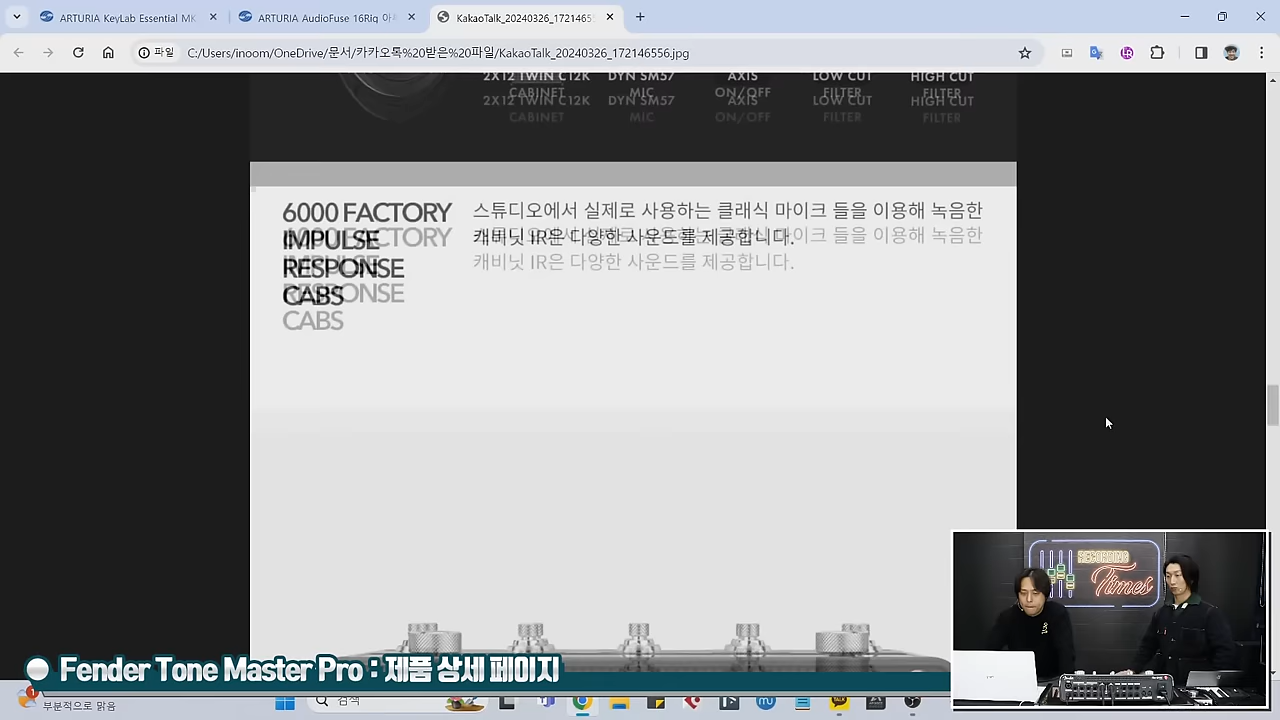 ARTURIA KeyLab Essential MK
ARTURIA AudioFuse 16Rig 아
KakaoTalk_20240326_1721465
파일
C:/Users/inoom/OneDrive/문서/카카오톡%20받은%20파일/KakaoTalk_20240326_172146556.jpg
2X12 TWIN C12K CABINET
DYN SM57 MIC
AXIS ON/OFF
LOW CUT FILTER
HIGH CUT FILTER
6000 FACTORY
IMPULSE
RESPONSE
CABS
스튜디오에서 실제로 사용하는 클래식 마이크 들을 이용해 녹음한
캐비닛 IR은 다양한 사운드를 제공합니다.
RECORDING
Times
Fender Tone Master Pro : 제품 상세 페이지
1
부분적으로 맑음
검색